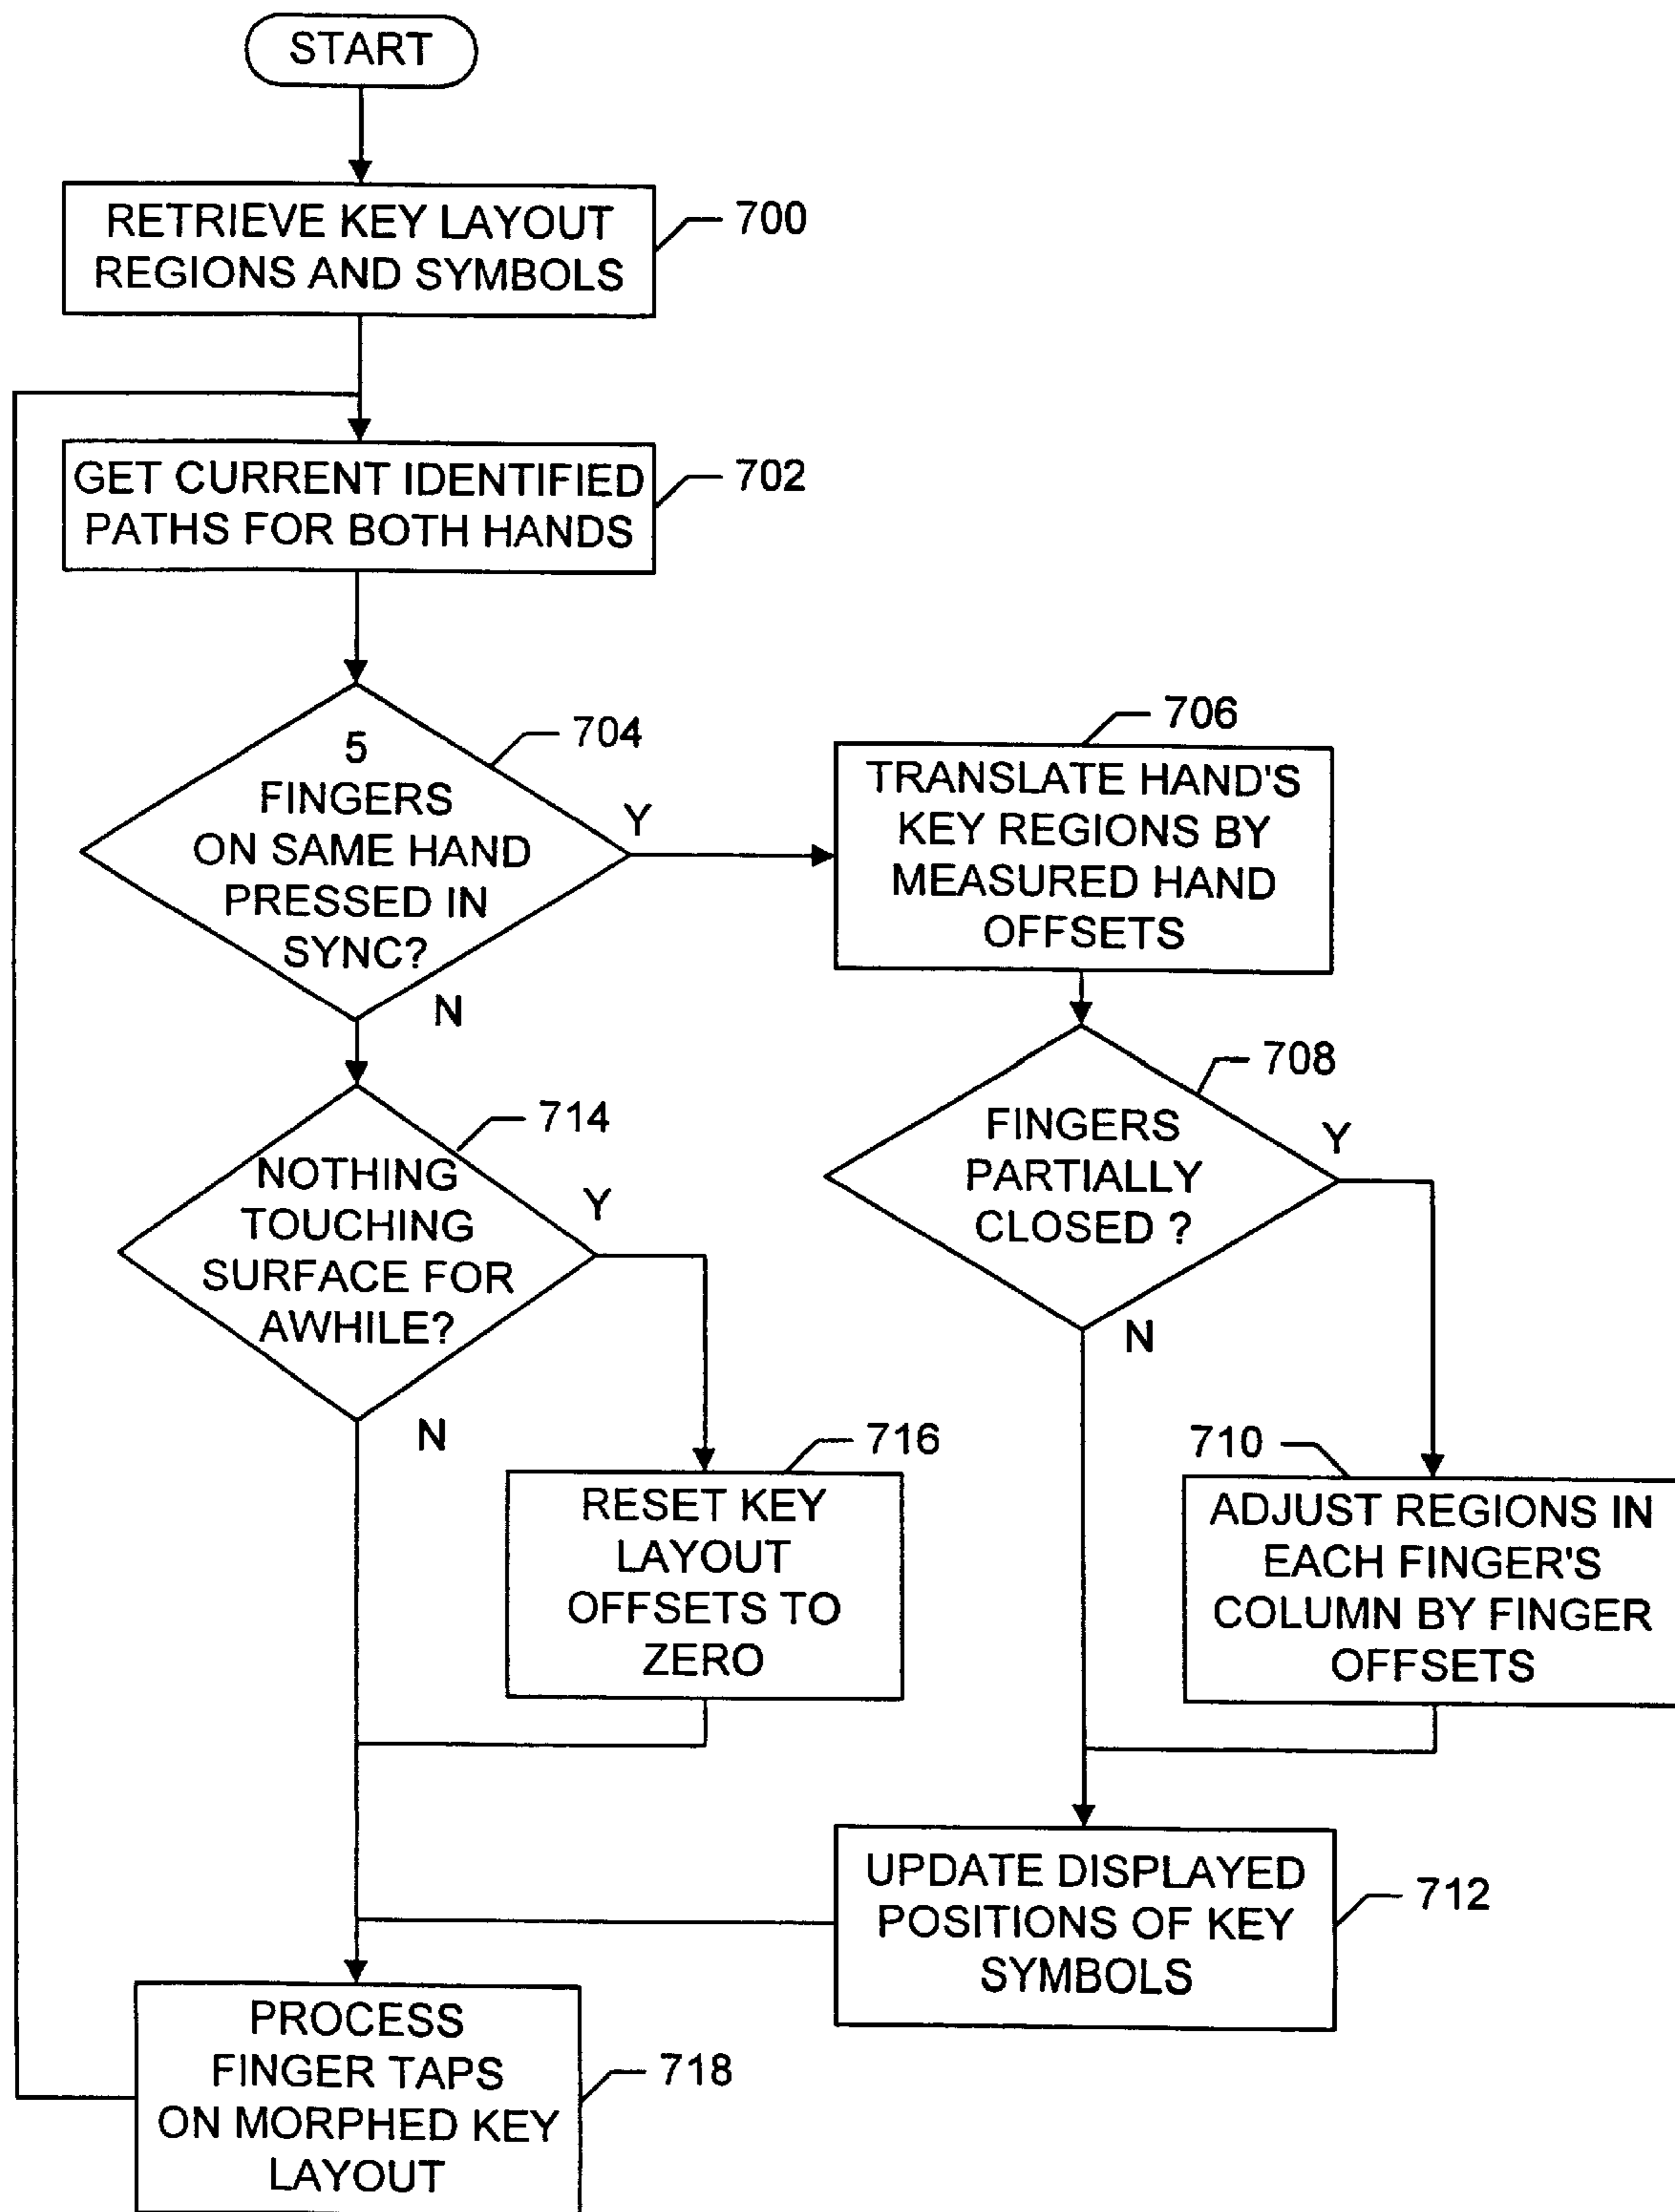 START
RETRIEVE KEY LAYOUT
REGIONS AND SYMBOLS
700
GET CURRENT IDENTIFIED
PATHS FOR BOTH HANDS
702
5
FINGERS
ON SAME HAND
PRESSED IN
SYNC?
704
Y
N
706
TRANSLATE HAND'S
KEY REGIONS BY
MEASURED HAND
OFFSETS
708
FINGERS
PARTIALLY
CLOSED ?
Y
N
714
NOTHING
TOUCHING
SURFACE FOR
AWHILE?
Y
N
716
RESET KEY
LAYOUT
OFFSETS TO
ZERO
710
ADJUST REGIONS IN
EACH FINGER'S
COLUMN BY FINGER
OFFSETS
UPDATE DISPLAYED
POSITIONS OF KEY
SYMBOLS
712
PROCESS
FINGER TAPS
ON MORPHED KEY
LAYOUT
718